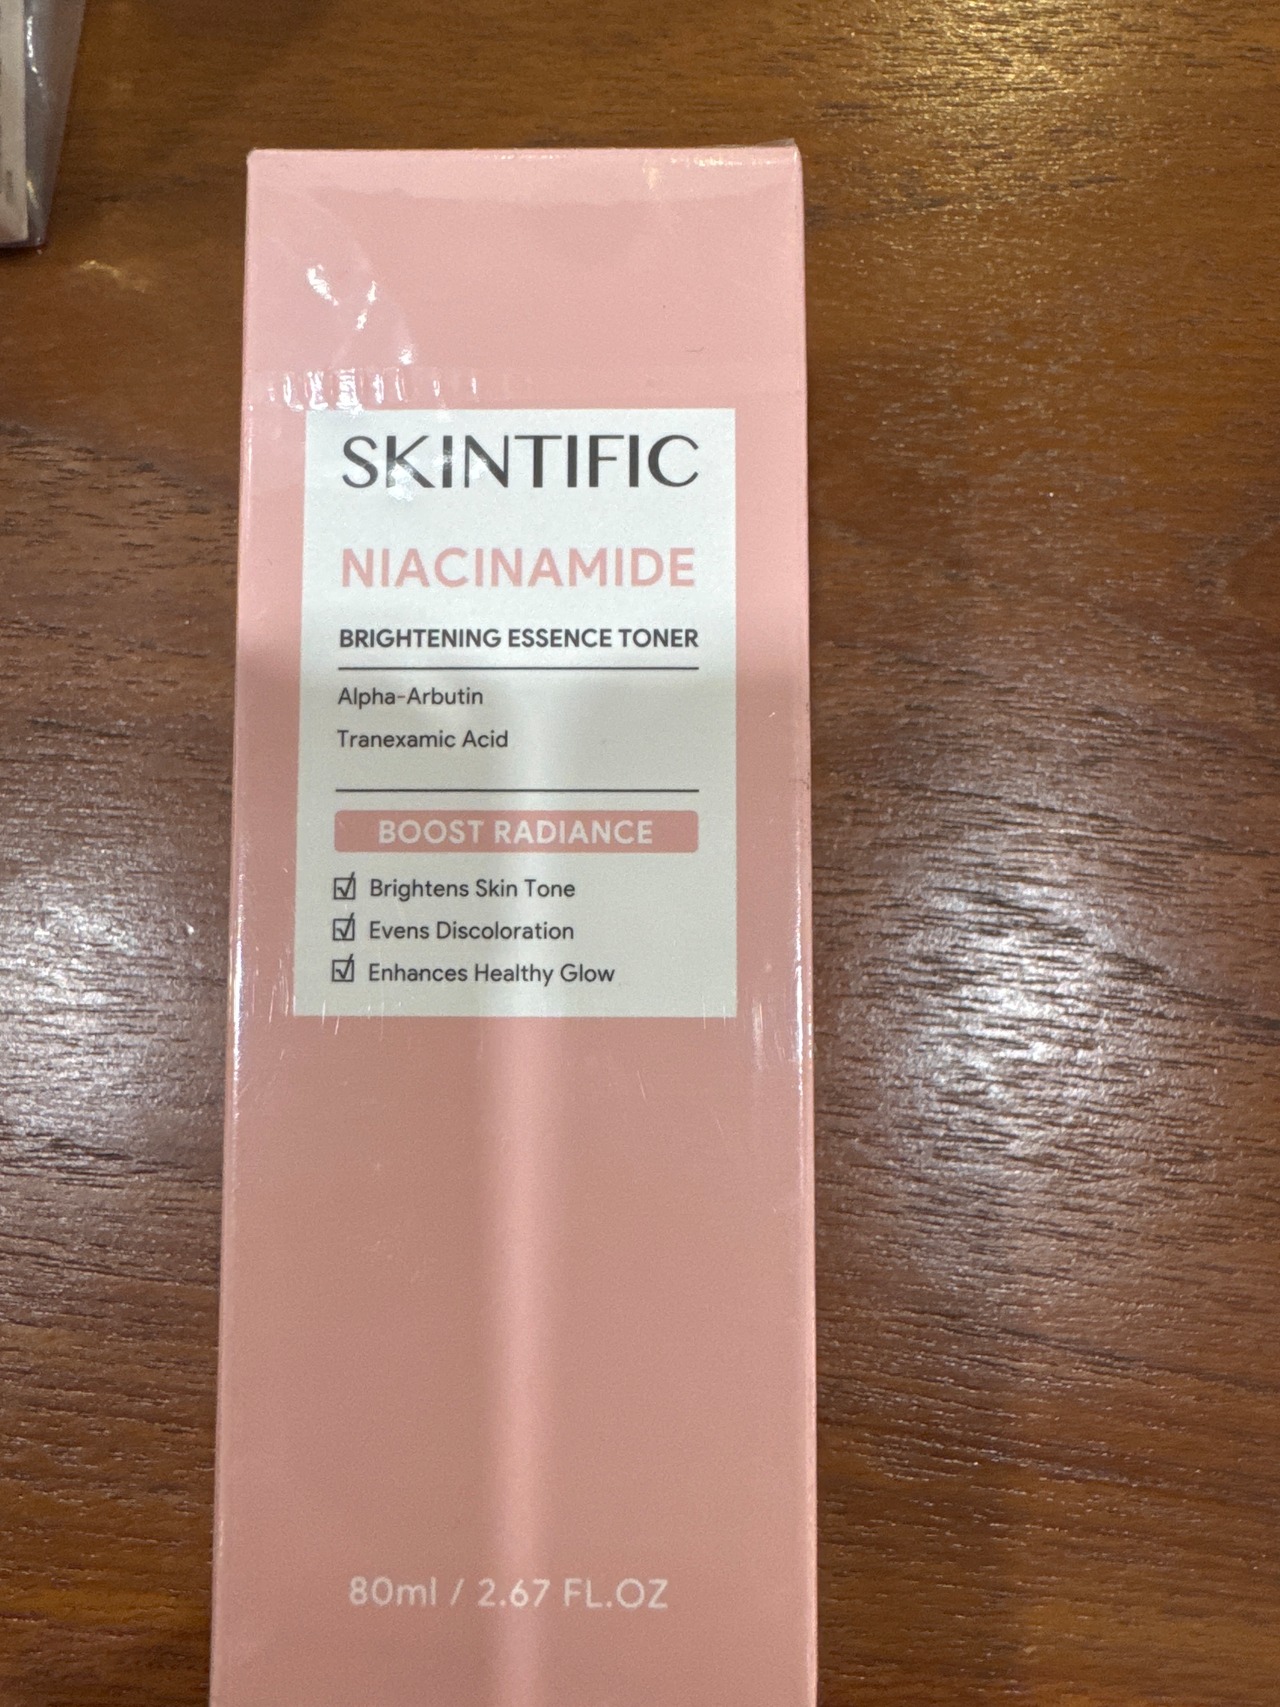 SKINTIFIC
NIACINAMIDE
BRIGHTENING ESSENCE TONER
Alpha-Arbutin
Tranexamic Acid
BOOST RADIANCE
Brightens Skin Tone
Evens Discoloration
Enhances Healthy Glow
80ml / 2.67 FL.OZ